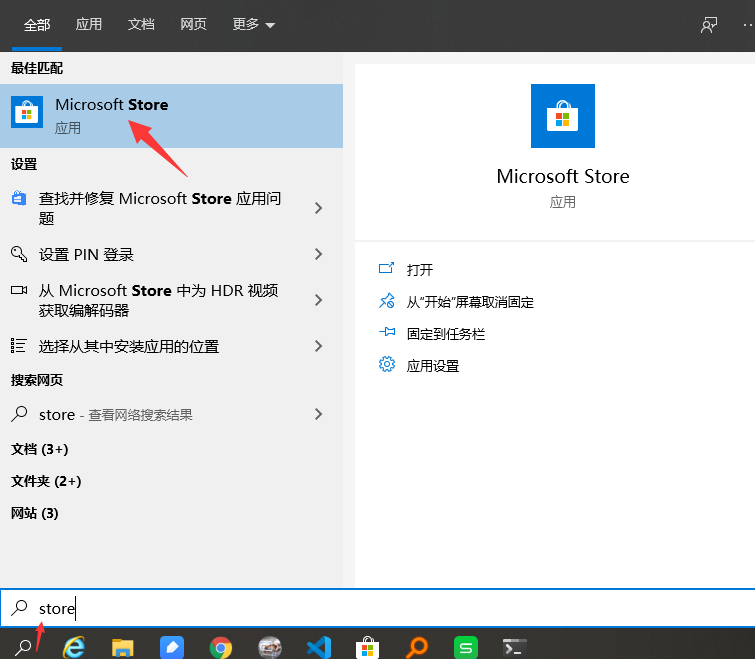 全部 应用 文档 网页 更多
最佳匹配
Microsoft Store
应用
设置
查找并修复 Microsoft Store 应用问
题
设置 PIN 登录
从 Microsoft Store 中为 HDR 视频
获取编解码器
选择从其中安装应用的位置
搜索网页
store - 查看网络搜索结果
文档 (3+)
文件夹 (2+)
网站 (3)
Microsoft Store
应用
打开
从"开始"屏幕取消固定
固定到任务栏
应用设置
store